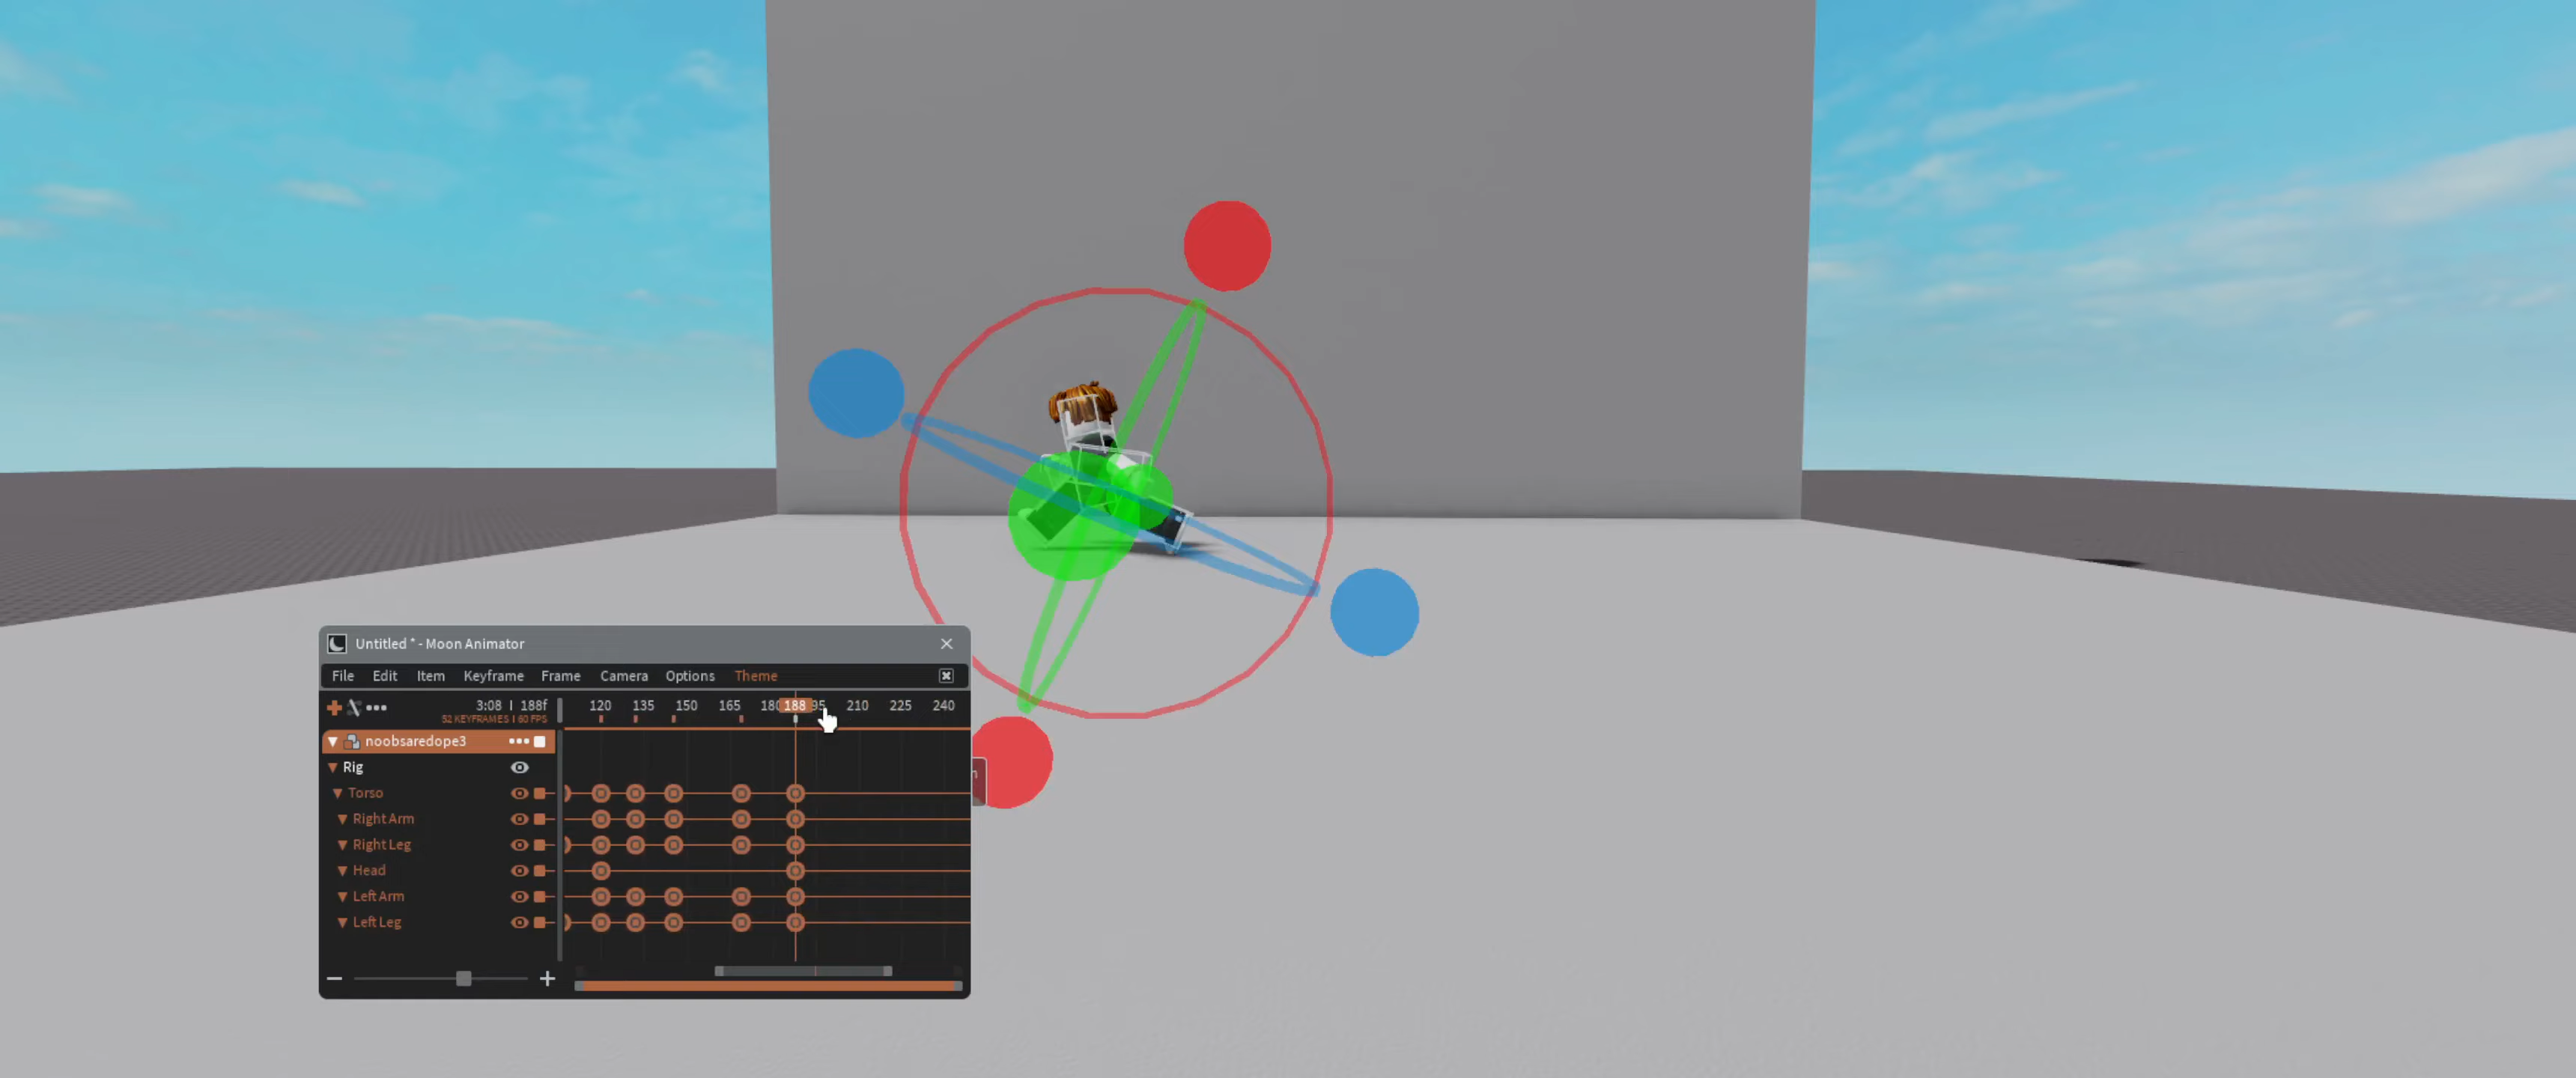 Untitled * - Moon Animator
File Edit Item Keyframe Frame Camera Options Theme
3:08 | 188f
52 KEYFRAMES | 60 FPS
120 135 150 165 180 188 95 210 225 240
noobsaredope3
Rig
Torso
Right Arm
Right Leg
Head
Left Arm
Left Leg